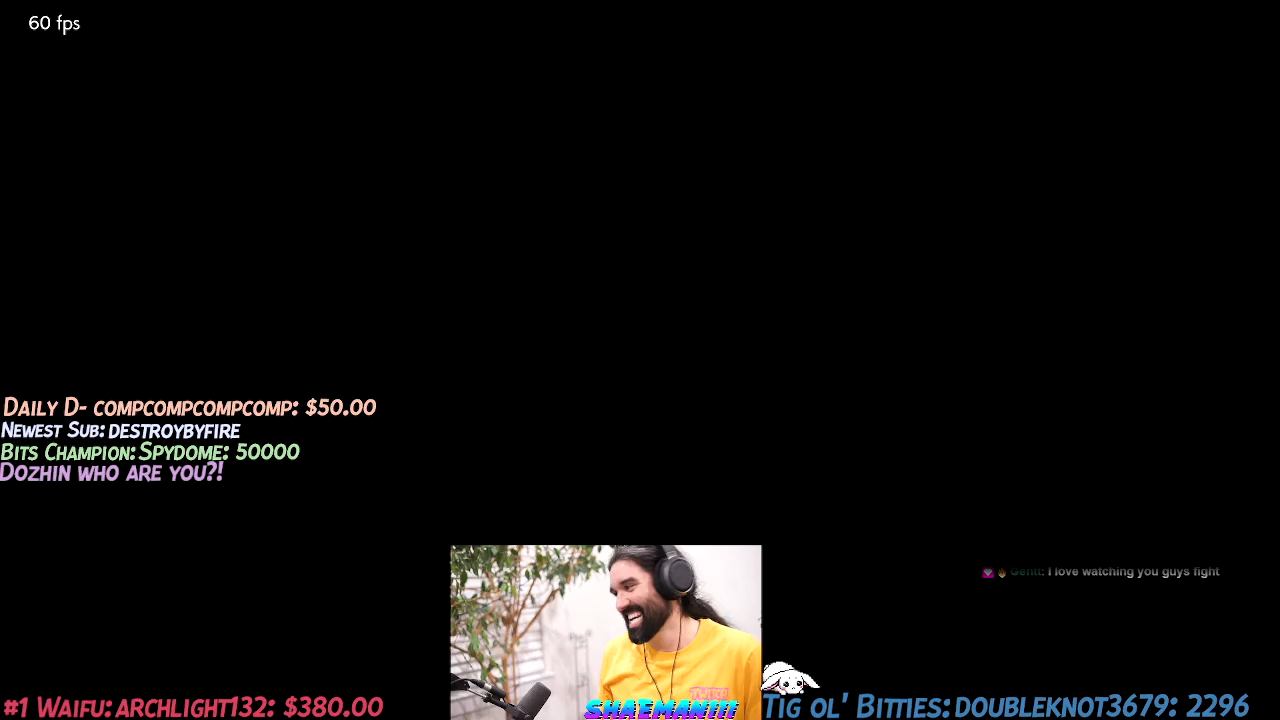 60 fps
DAILY D- COMPCOMPCOMPCOMP: $50.00
NEWEST SUB: DESTROYBYFIRE
BITS CHAMPION: SPYDOME: 50000
DOZHIN WHO ARE YOU?!
Gentt: I love watching you guys fight
#1 WAIFU: ARCHLIGHT132: $380.00
SHAEMAN!!!
TIG OL' BITTIES: DOUBLEKNOT3679: 2296